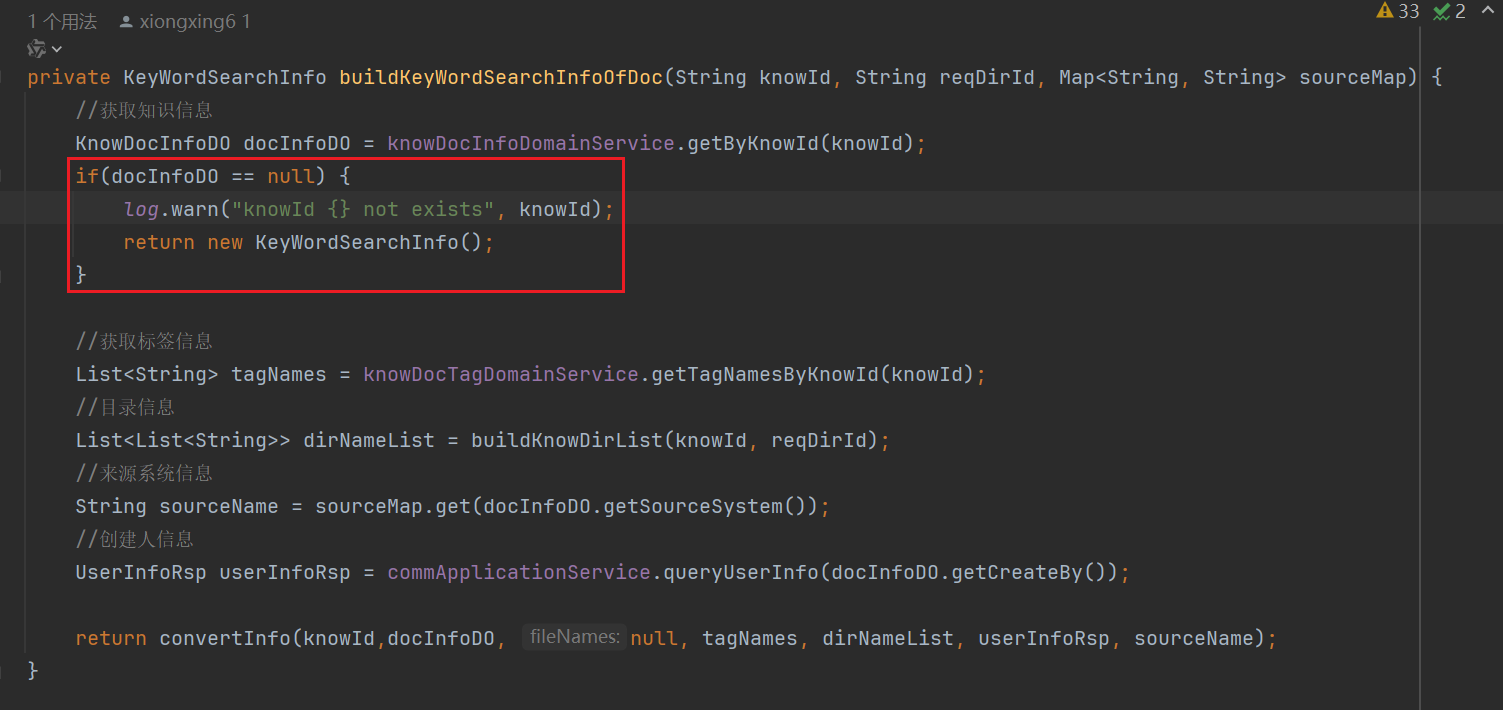 1 个用法 xiongxing6 1
33 2
private KeyWordSearchInfo buildKeyWordSearchInfoOfDoc(String knowId, String reqDirId, Map<String, String> sourceMap) {
//获取知识信息
KnowDocInfoDO docInfoDO = knowDocInfoDomainService.getByKnowId(knowId);
if(docInfoDO == null) {
log.warn("knowId {} not exists", knowId);
return new KeyWordSearchInfo();
}
//获取标签信息
List<String> tagNames = knowDocTagDomainService.getTagNamesByKnowId(knowId);
//目录信息
List<List<String>> dirNameList = buildKnowDirList(knowId, reqDirId);
//来源系统信息
String sourceName = sourceMap.get(docInfoDO.getSourceSystem());
//创建人信息
UserInfoRsp userInfoRsp = commApplicationService.queryUserInfo(docInfoDO.getCreateBy());
return convertInfo(knowId,docInfoDO, fileNames: null, tagNames, dirNameList, userInfoRsp, sourceName);
}